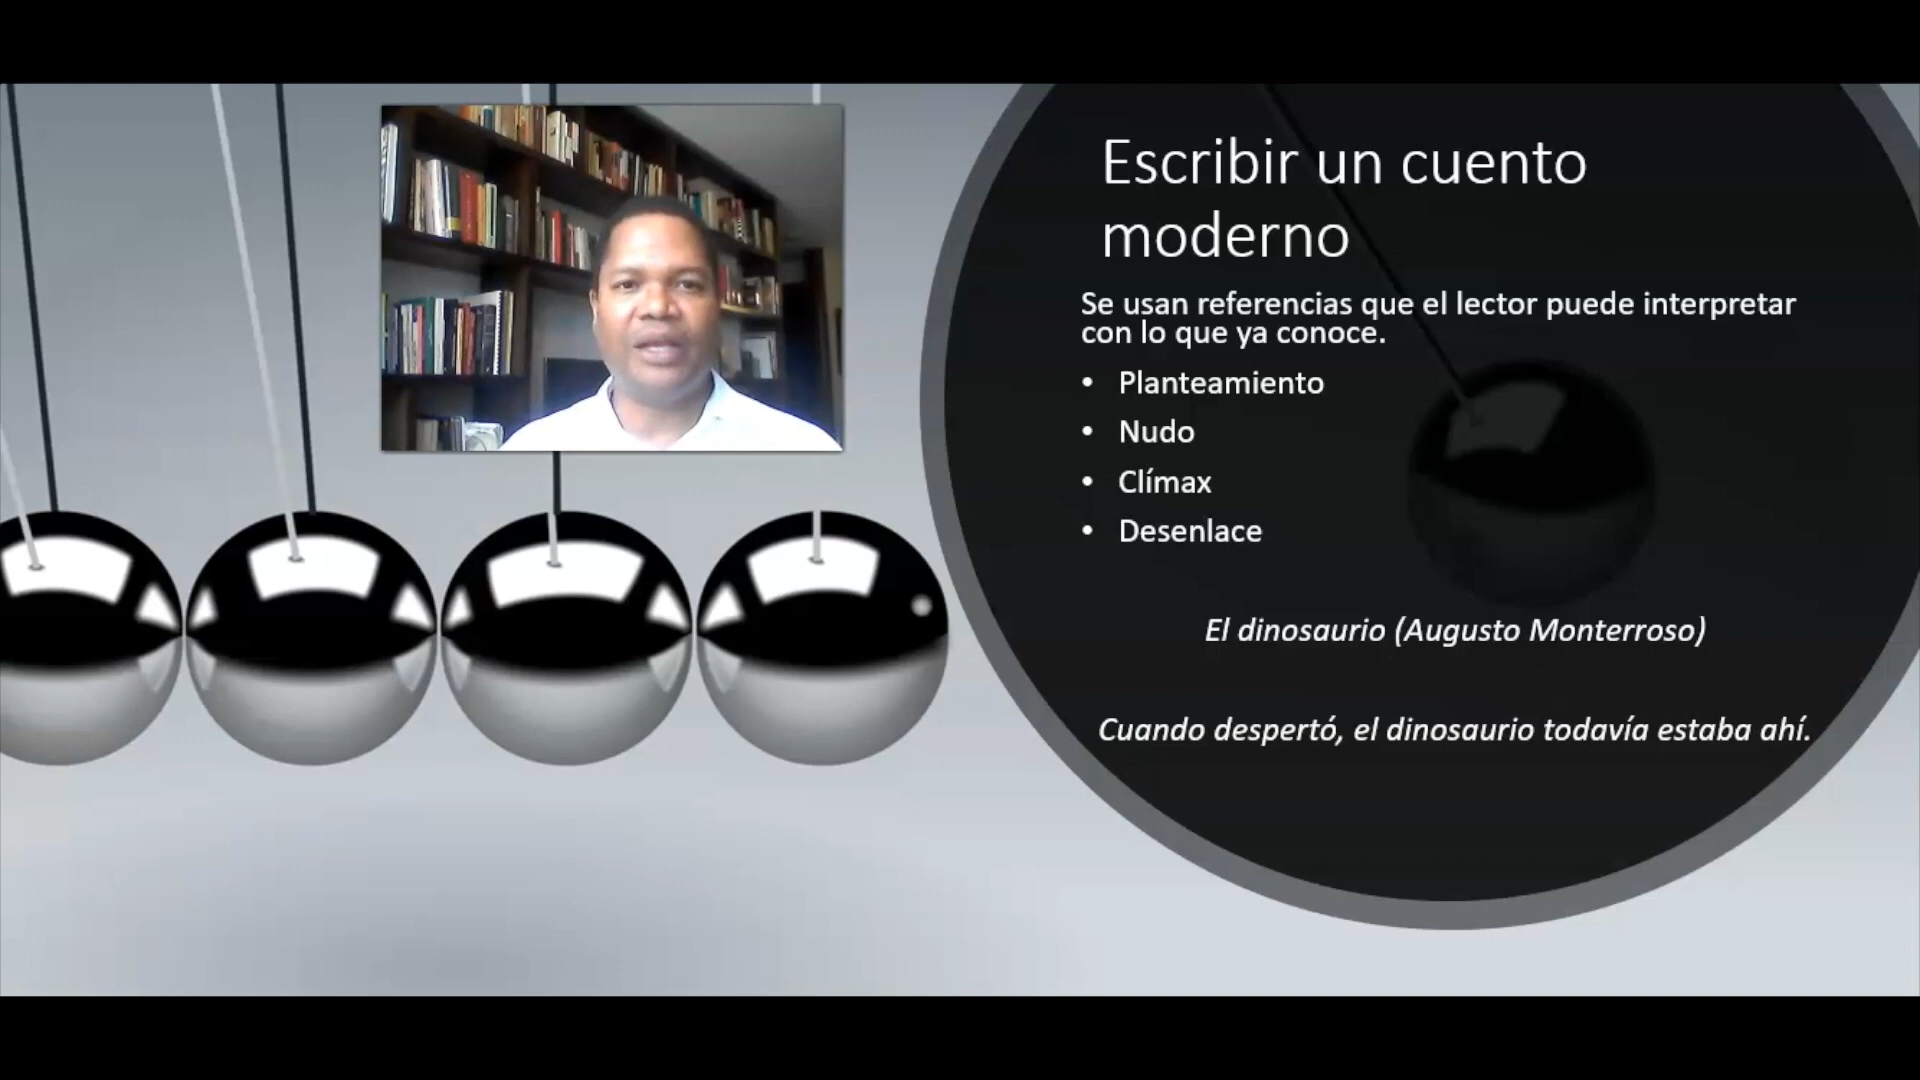 Escribir un cuento
moderno
Se usan referencias que el lector puede interpretar
con lo que ya conoce.
• Planteamiento
• Nudo
• Clímax
• Desenlace
El dinosaurio (Augusto Monterroso)
Cuando despertó, el dinosaurio todavía estaba ahí.